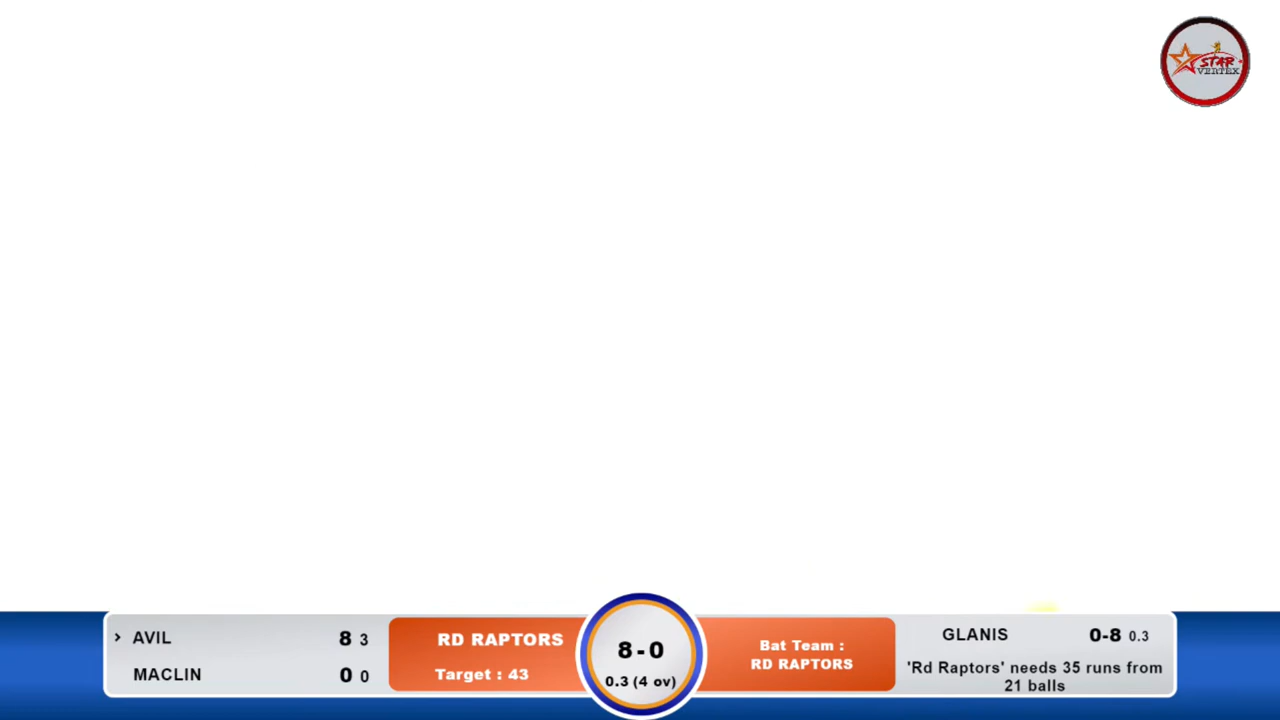 STAR
VERTEX
› AVIL 8 3
MACLIN 0 0
RD RAPTORS
Target : 43
8-0
0.3 (4 ov)
Bat Team :
RD RAPTORS
GLANIS 0-8 0.3
'Rd Raptors' needs 35 runs from
21 balls